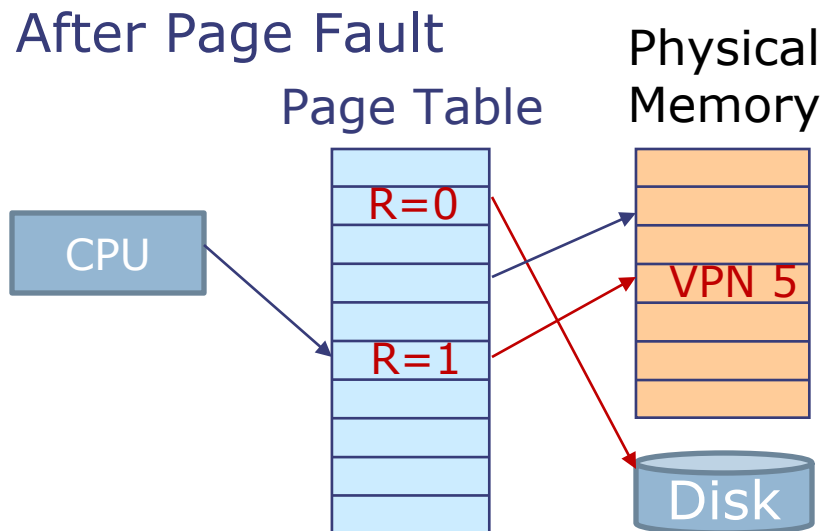 After Page Fault
Physical
Memory
Page Table
R=0
CPU
VPN 5
R=1
Disk